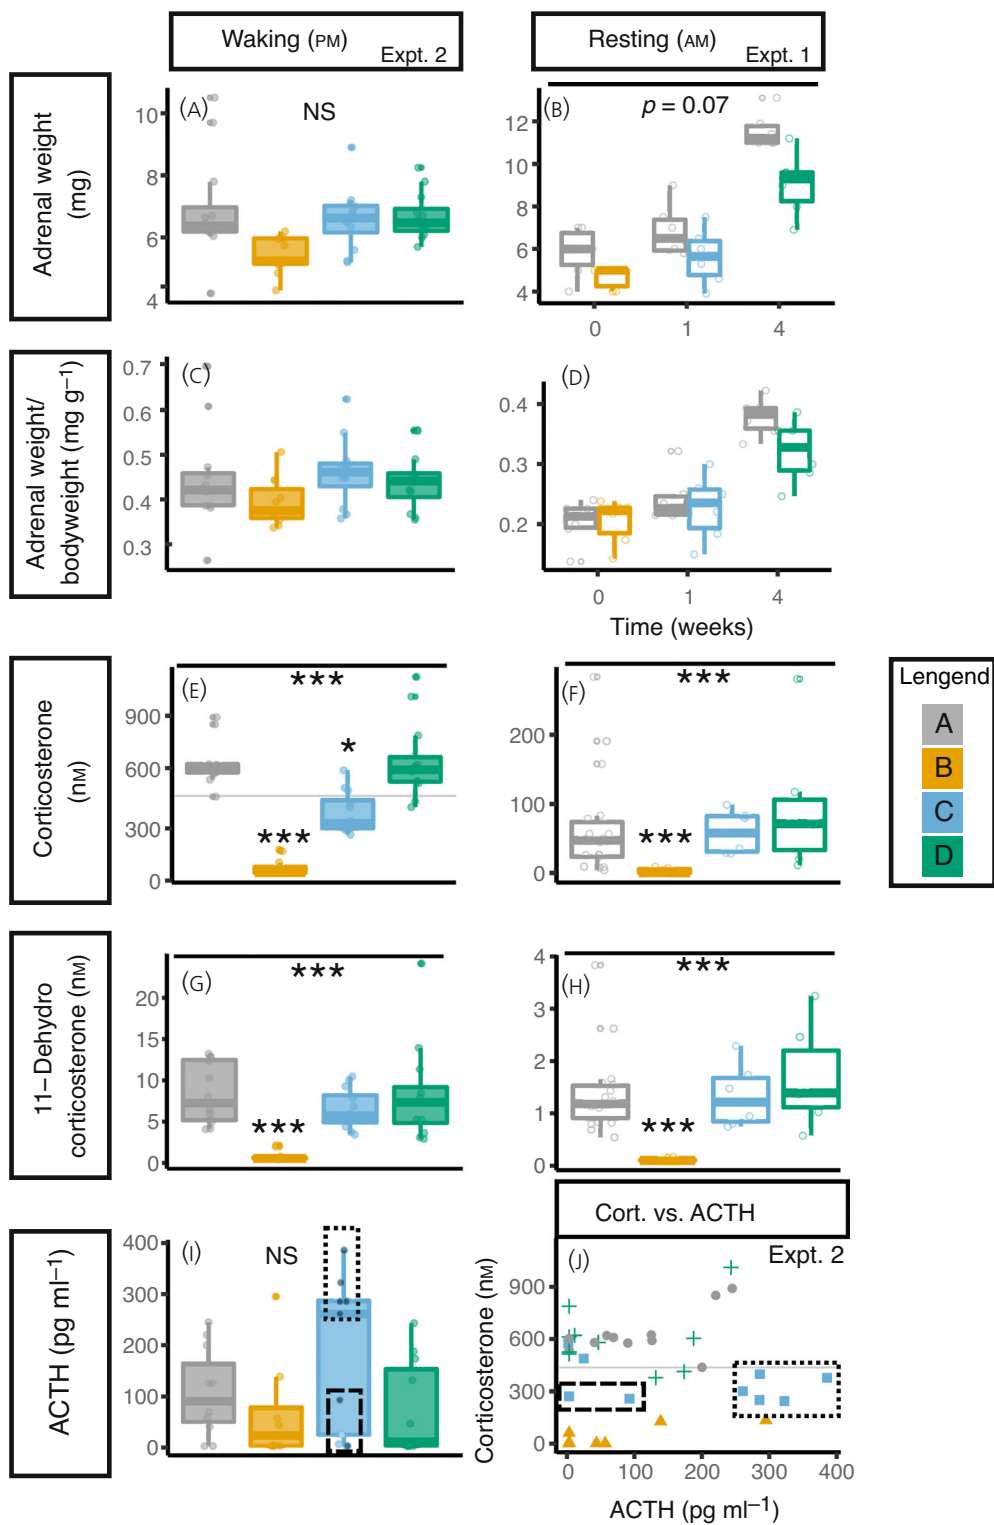 Waking (PM)
Expt. 2
Resting (AM)
Expt. 1
Adrenal weight
(mg)
(A)
NS
10
8
6
4
(B)
p = 0.07
12
10
8
6
4
0
1
4
Adrenal weight/
bodyweight (mg g−1)
(C)
0.7
0.6
0.5
0.4
0.3
(D)
0.4
0.3
0.2
0
1
4
Time (weeks)
Corticosterone
(nM)
(E)
***
900
600
300
0
*
***
(F)
***
200
100
0
***
Lengend
A
B
C
D
11–Dehydro
corticosterone (nM)
(G)
***
20
15
10
5
0
***
(H)
***
4
3
2
1
0
***
ACTH (pg ml−1)
(I)
NS
400
300
200
100
0
Cort. vs. ACTH
(J)
Expt. 2
Corticosterone (nM)
900
600
300
0
0
100
200
300
400
ACTH (pg ml−1)